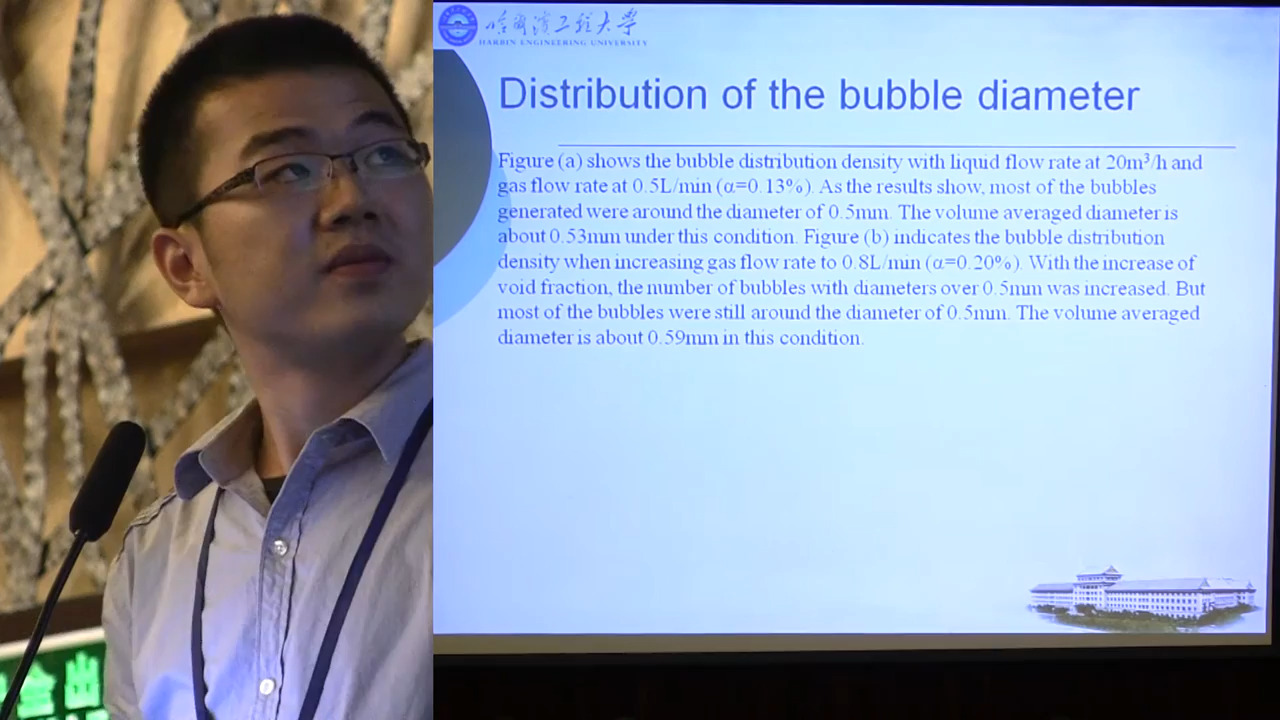 哈尔滨工程大学
HARBIN ENGINEERING UNIVERSITY
Distribution of the bubble diameter
Figure (a) shows the bubble distribution density with liquid flow rate at 20m³/h and
gas flow rate at 0.5L/min (α=0.13%). As the results show, most of the bubbles
generated were around the diameter of 0.5mm. The volume averaged diameter is
about 0.53mm under this condition. Figure (b) indicates the bubble distribution
density when increasing gas flow rate to 0.8L/min (α=0.20%). With the increase of
void fraction, the number of bubbles with diameters over 0.5mm was increased. But
most of the bubbles were still around the diameter of 0.5mm. The volume averaged
diameter is about 0.59mm in this condition.
全出